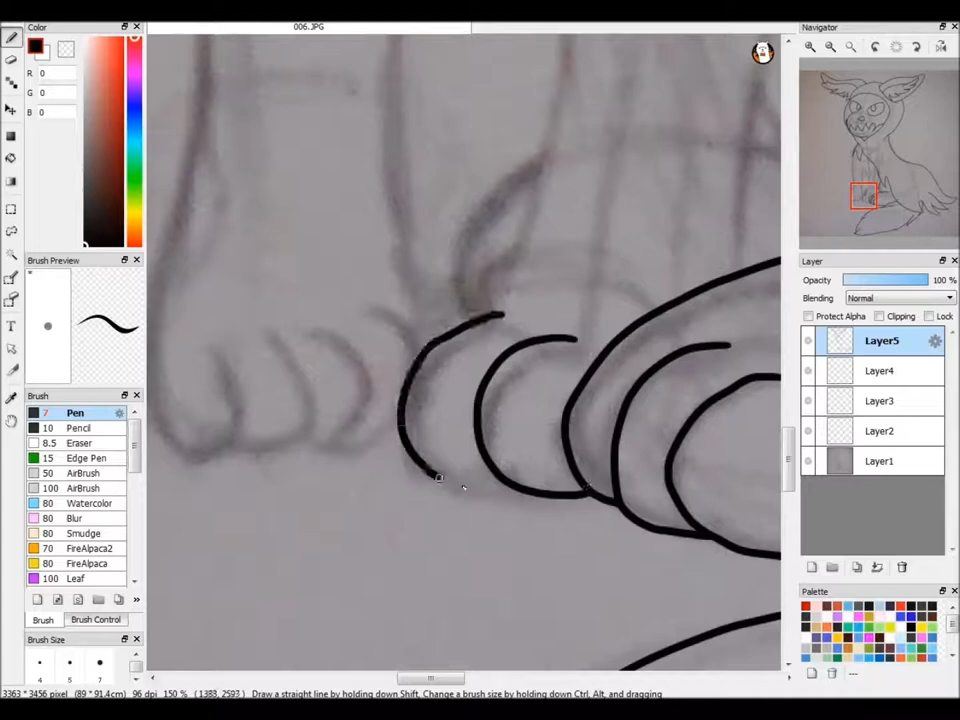 Color
006.JPG
Navigator
R 0
G 0
B 0
Brush Preview
Layer
Opacity 100 %
Blending Normal
Protect Alpha Clipping Lock
Layer5
Layer4
Layer3
Layer2
Layer1
Brush
7 Pen
10 Pencil
8.5 Eraser
15 Edge Pen
50 AirBrush
100 AirBrush
80 Watercolor
80 Blur
80 Smudge
70 FireAlpaca2
80 FireAlpaca
100 Leaf
Brush Brush Control
Brush Size
4 5 7
Palette
3363 * 3456 pixel (89 * 91.4cm) 96 dpi 150 % (1383, 2593) Draw a straight line by holding down Shift, Change a brush size by holding down Ctrl, Alt, and dragging